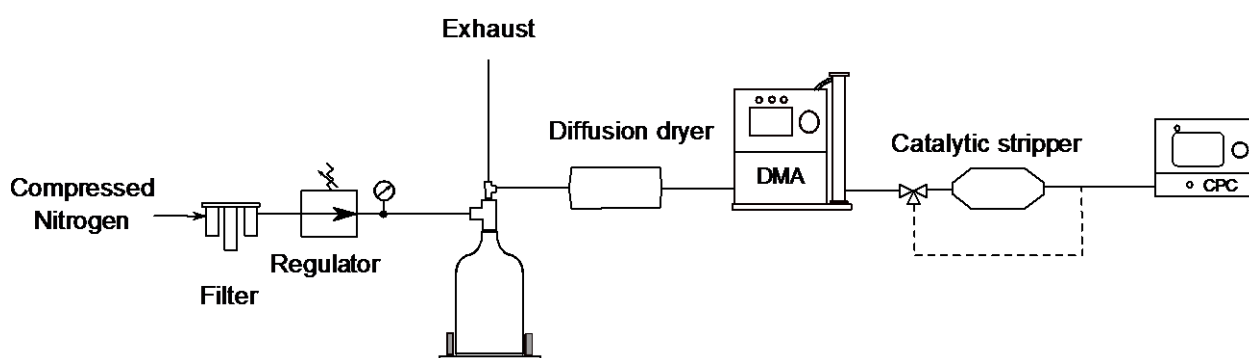 Exhaust
Diffusion dryer
DMA
Catalytic stripper
CPC
Compressed
Nitrogen
Regulator
Filter